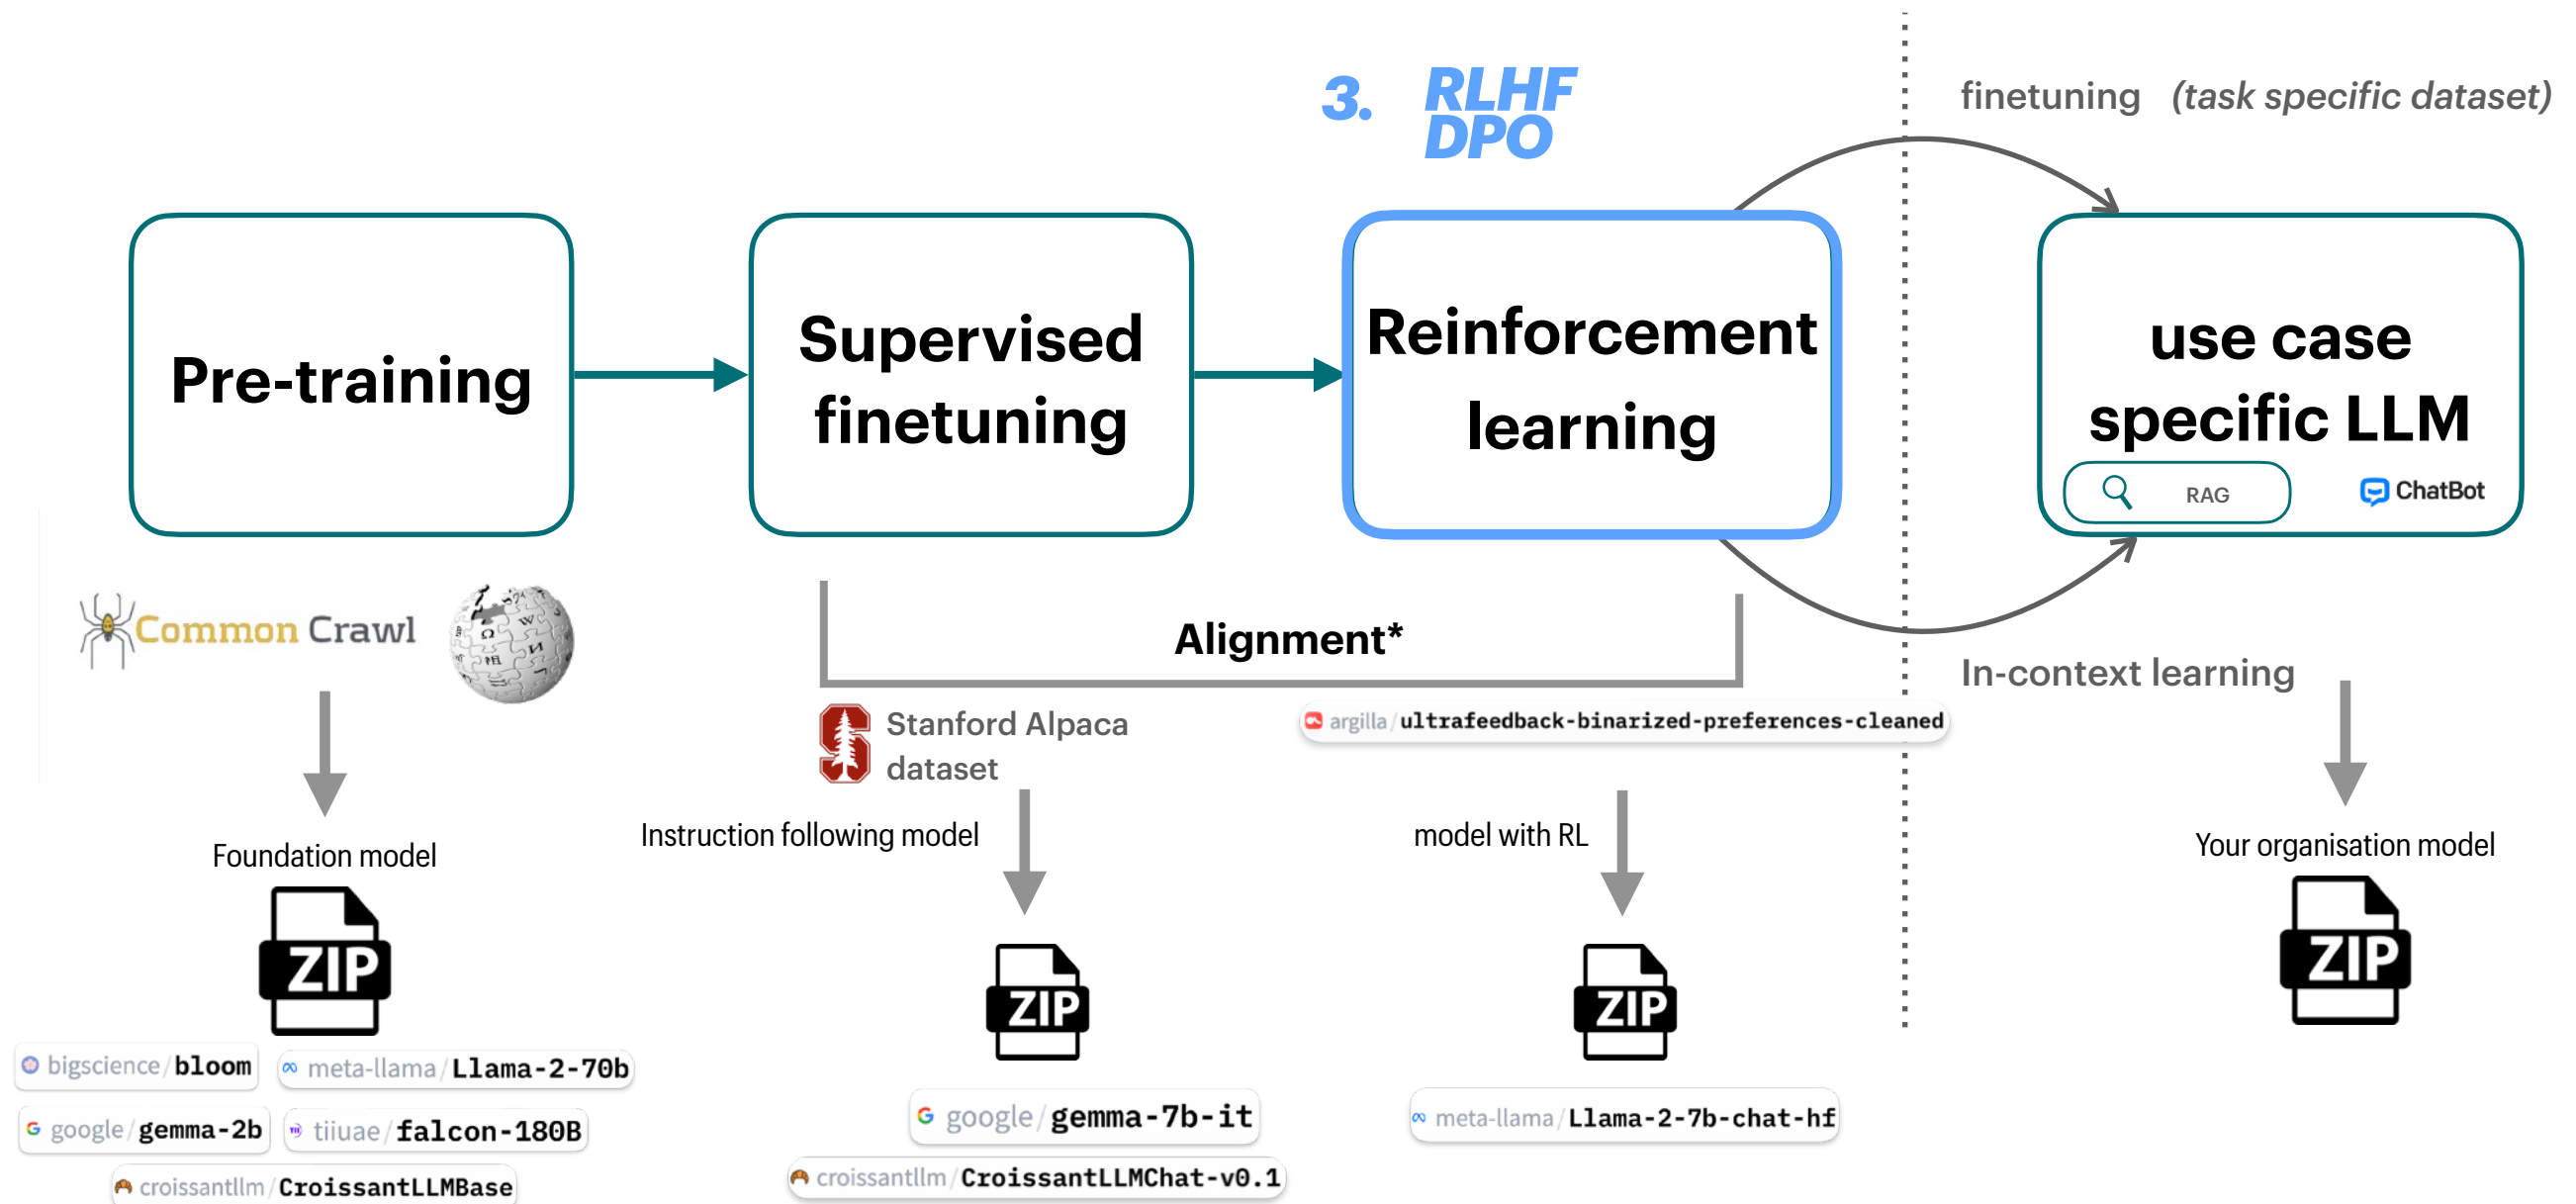 3. RLHF
DPO
finetuning (task specific dataset)
Pre-training
Supervised
finetuning
Reinforcement
learning
use case
specific LLM
RAG
ChatBot
Common Crawl
Alignment*
In-context learning
Stanford Alpaca
dataset
argilla/ultrafeedback-binarized-preferences-cleaned
Foundation model
Instruction following model
model with RL
Your organisation model
ZIP
ZIP
ZIP
ZIP
bigscience/bloom
meta-llama/Llama-2-70b
google/gemma-2b
tiiuae/falcon-180B
croissantllm/CroissantLLMBase
google/gemma-7b-it
croissantllm/CroissantLLMChat-v0.1
meta-llama/Llama-2-7b-chat-hf